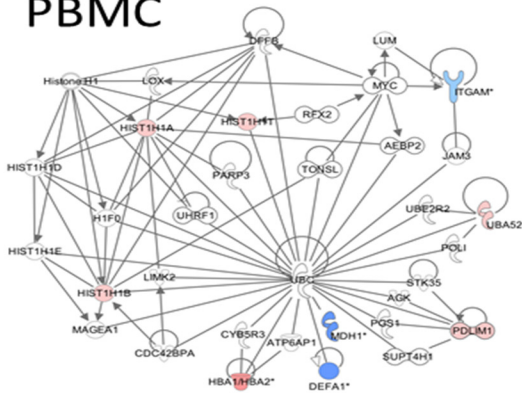 PBMC
DFFB
LUM
Histone H1
LOX
MYC
ITGAM*
HIST1H1A
HIST1H1T
RFX2
AEBP2
JAM3
HIST1H1D
PARP3
TONSL
H1F0
UHRF1
UBE2R2
UBA52
HIST1H1E
POLI
LIMK2
UBC
STK35
HIST1H1B
AGK
MAGEA1
PGS1
PDLIM1
CYB5R3
MDH1*
ATP6AP1
CDC42BPA
SUPT4H1
HBA1/HBA2*
DEFA1*